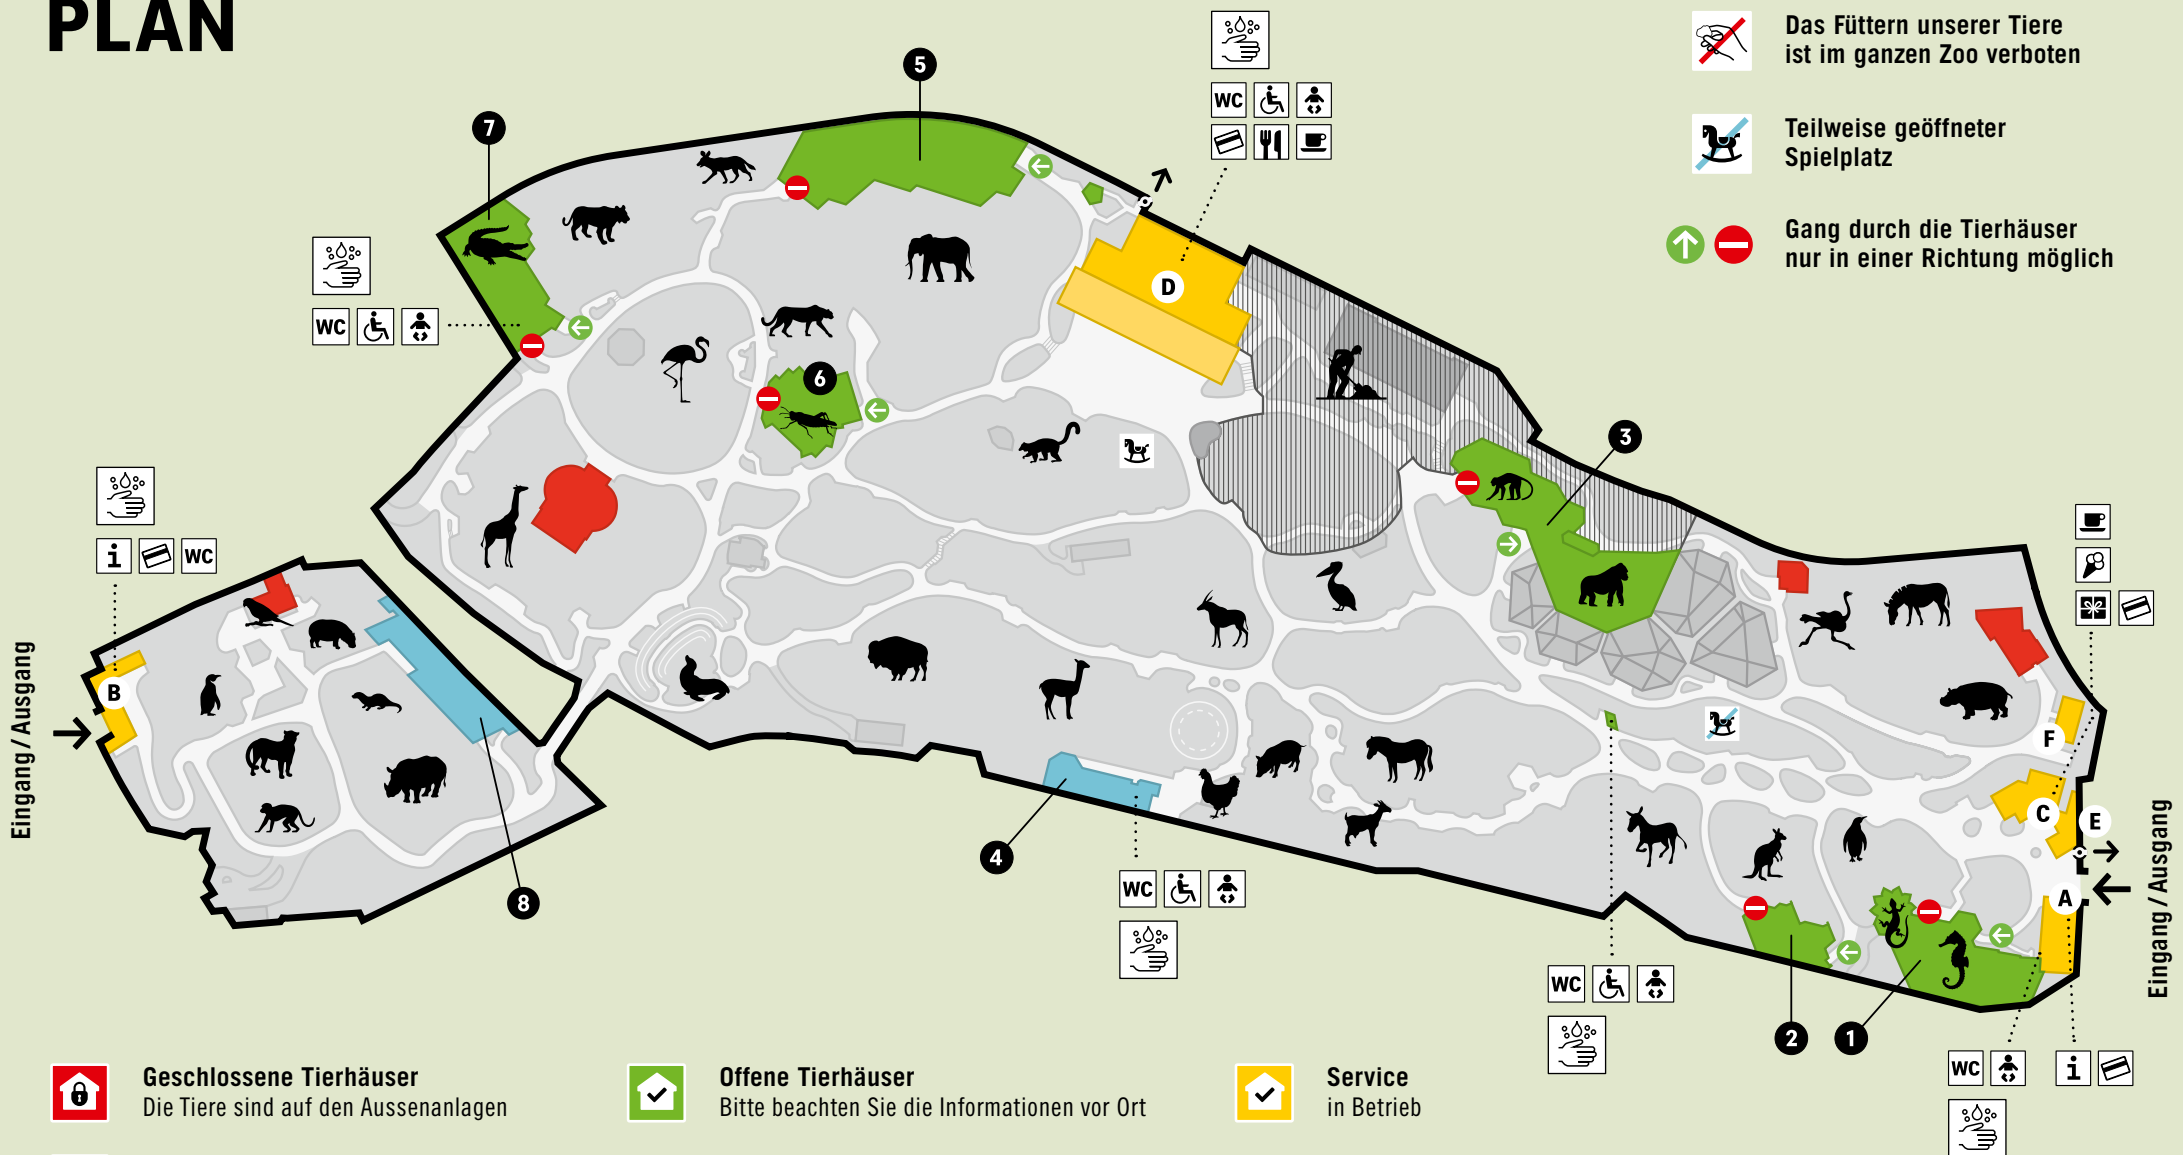 PLAN
Das Füttern unserer Tiere
ist im ganzen Zoo verboten
Teilweise geöffneter
Spielplatz
Gang durch die Tierhäuser
nur in einer Richtung möglich
5
7
WC
D
WC
6
3
i
WC
B
Eingang / Ausgang
F
C
E
A
Eingang / Ausgang
4
8
WC
WC
2
1
WC
i
Geschlossene Tierhäuser
Die Tiere sind auf den Aussenanlagen
Offene Tierhäuser
Bitte beachten Sie die Informationen vor Ort
Service
in Betrieb